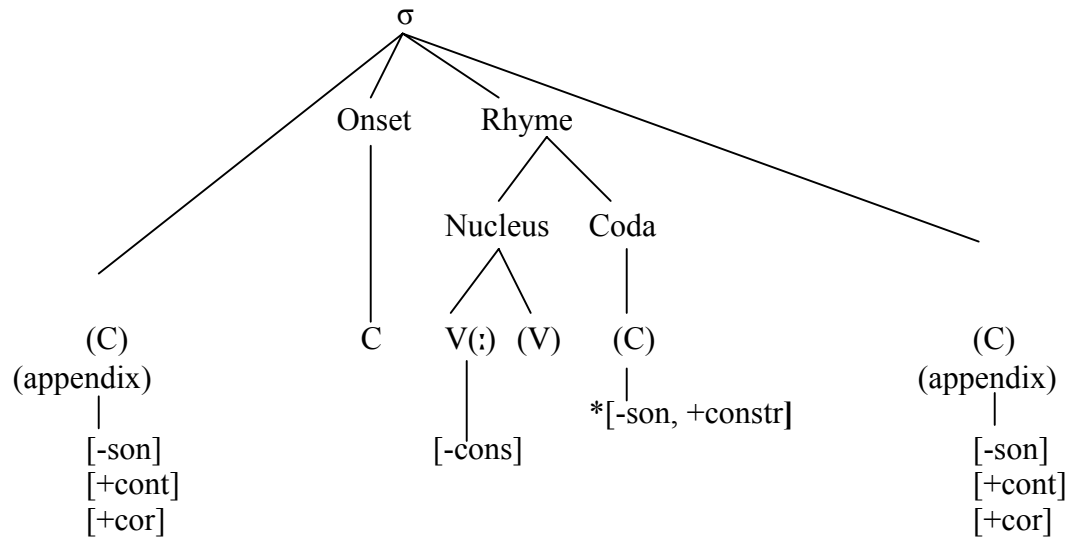 σ
Onset Rhyme
Nucleus Coda
(C) C V(ː) (V) (C) (C)
(appendix) (appendix)
*[-son, +constr]
[-son] [-cons] [-son]
[+cont] [+cont]
[+cor] [+cor]